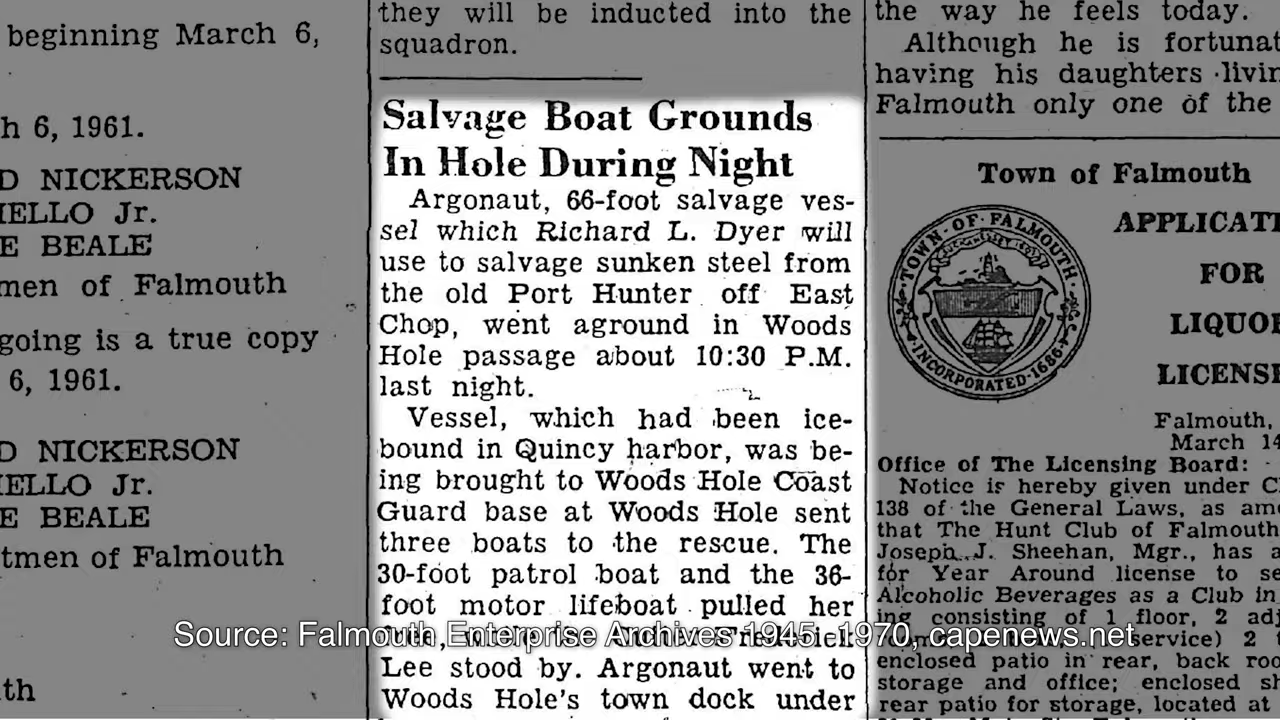 beginning March 6,
h 6, 1961.
D NICKERSON
IELLO Jr.
E BEALE
men of Falmouth
going is a true copy
6, 1961.
D NICKERSON
IELLO Jr.
E BEALE
tmen of Falmouth
th
they will be inducted into the
squadron.
Salvage Boat Grounds
In Hole During Night
Argonaut, 66-foot salvage ves-
sel which Richard L. Dyer will
use to salvage sunken steel from
the old Port Hunter off East
Chop, went aground in Woods
Hole passage about 10:30 P.M.
last night.
Vessel, which had been ice-
bound in Quincy harbor, was be-
ing brought to Woods Hole Coast
Guard base at Woods Hole sent
three boats to the rescue. The
30-foot patrol boat and the 36-
foot motor lifeboat pulled her
Lee stood by. Argonaut went to
Woods Hole's town dock under
the way he feels today.
Although he is fortunat
having his daughters livin
Falmouth only one of the
Town of Falmouth
TOWN OF FALMOUTH
INCORPORATED 1686
APPLICATI
FOR
LIQUO
LICENSE
Falmouth,
March 14
Office of The Licensing Board:
Notice is hereby given under C
138 of the General Laws, as ame
that The Hunt Club of Falmouth
Joseph J. Sheehan, Mgr., has a
for Year Around license to se
Alcoholic Beverages as a Club in
ing consisting of 1 floor, 2 adj
service) 2
enclosed patio in rear, back roo
storage and office; enclosed sh
rear patio for storage, located at
Source: Falmouth Enterprise Archives 1945-1970, capenews.net